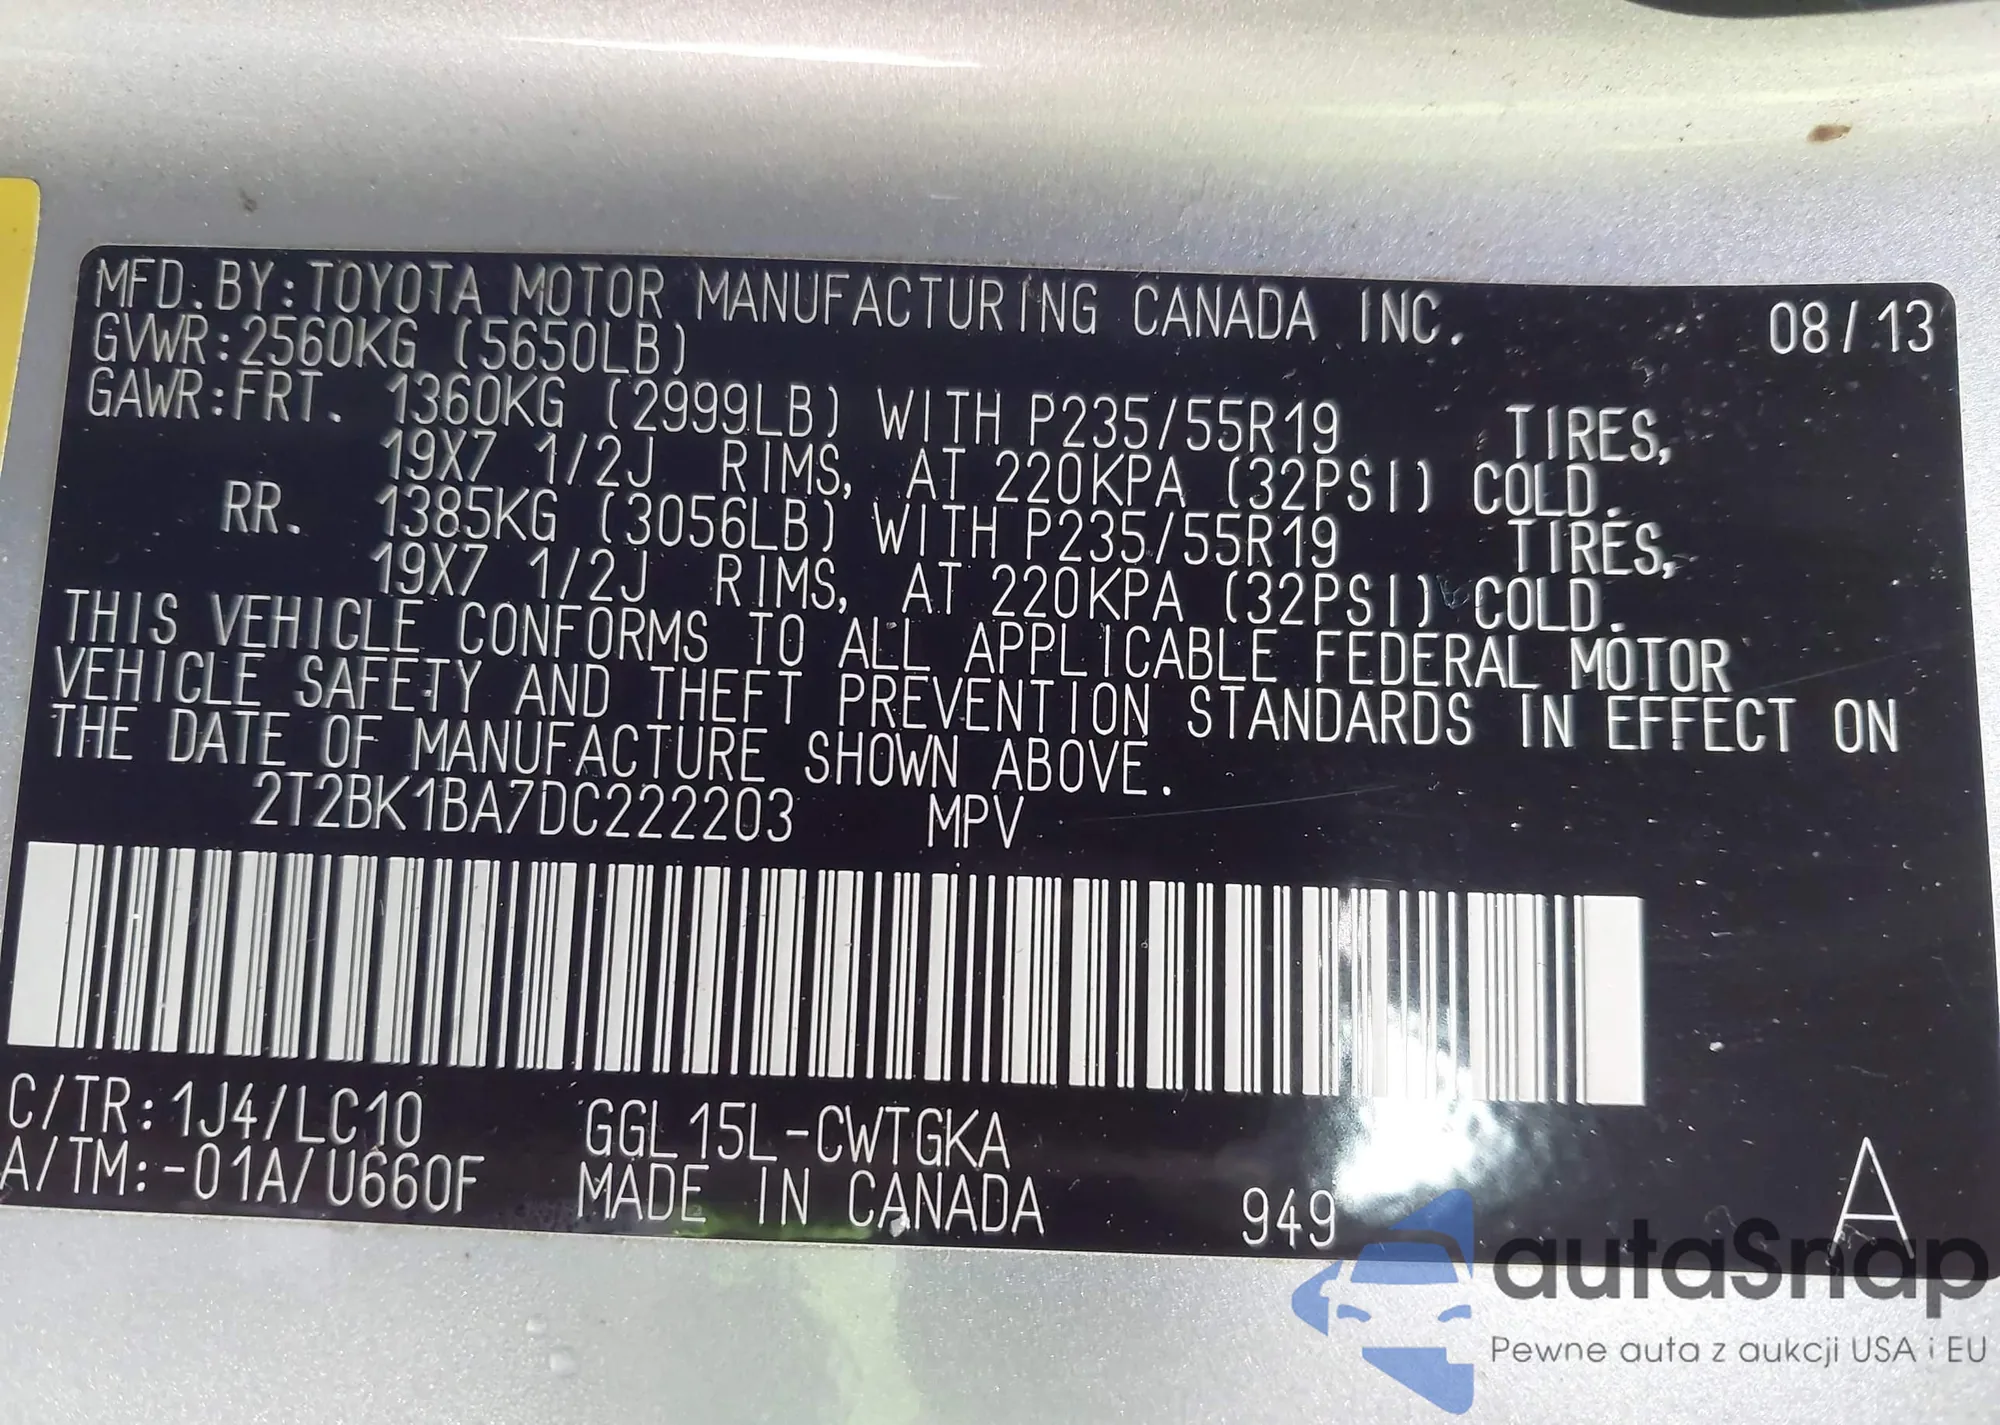 MFD. BY: TOYOTA MOTOR MANUFACTURING CANADA INC. 08/13
GVWR: 2560KG (5650LB)
GAWR: FRT. 1360KG (2999LB) WITH P235/55R19 TIRES,
19X7 1/2J RIMS, AT 220KPA (32PSI) COLD.
RR. 1385KG (3056LB) WITH P235/55R19 TIRES,
19X7 1/2J RIMS, AT 220KPA (32PSI) COLD.
THIS VEHICLE CONFORMS TO ALL APPLICABLE FEDERAL MOTOR
VEHICLE SAFETY AND THEFT PREVENTION STANDARDS IN EFFECT ON
THE DATE OF MANUFACTURE SHOWN ABOVE.
2T2BK1BA7DC222203 MPV
C/TR: 1J4/LC10 GGL15L-CWTGKA
A/TM: -01A/U660F MADE IN CANADA 949 A
autaSnap
Pewne auta z aukcji USA i EU